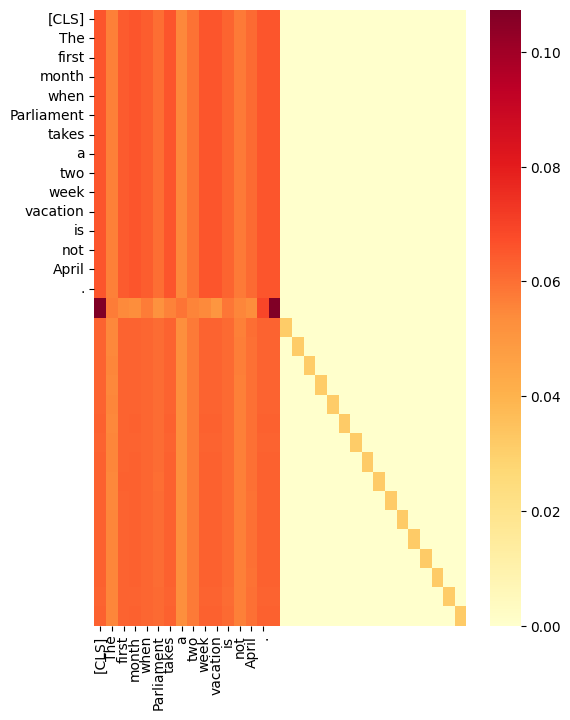 [CLS]
The
first
month
when
Parliament
takes
a
two
week
vacation
is
not
April
.
0.10
0.08
0.06
0.04
0.02
0.00
[CLS]
The
first
month
when
Parliament
takes
a
two
week
vacation
is
not
April
.